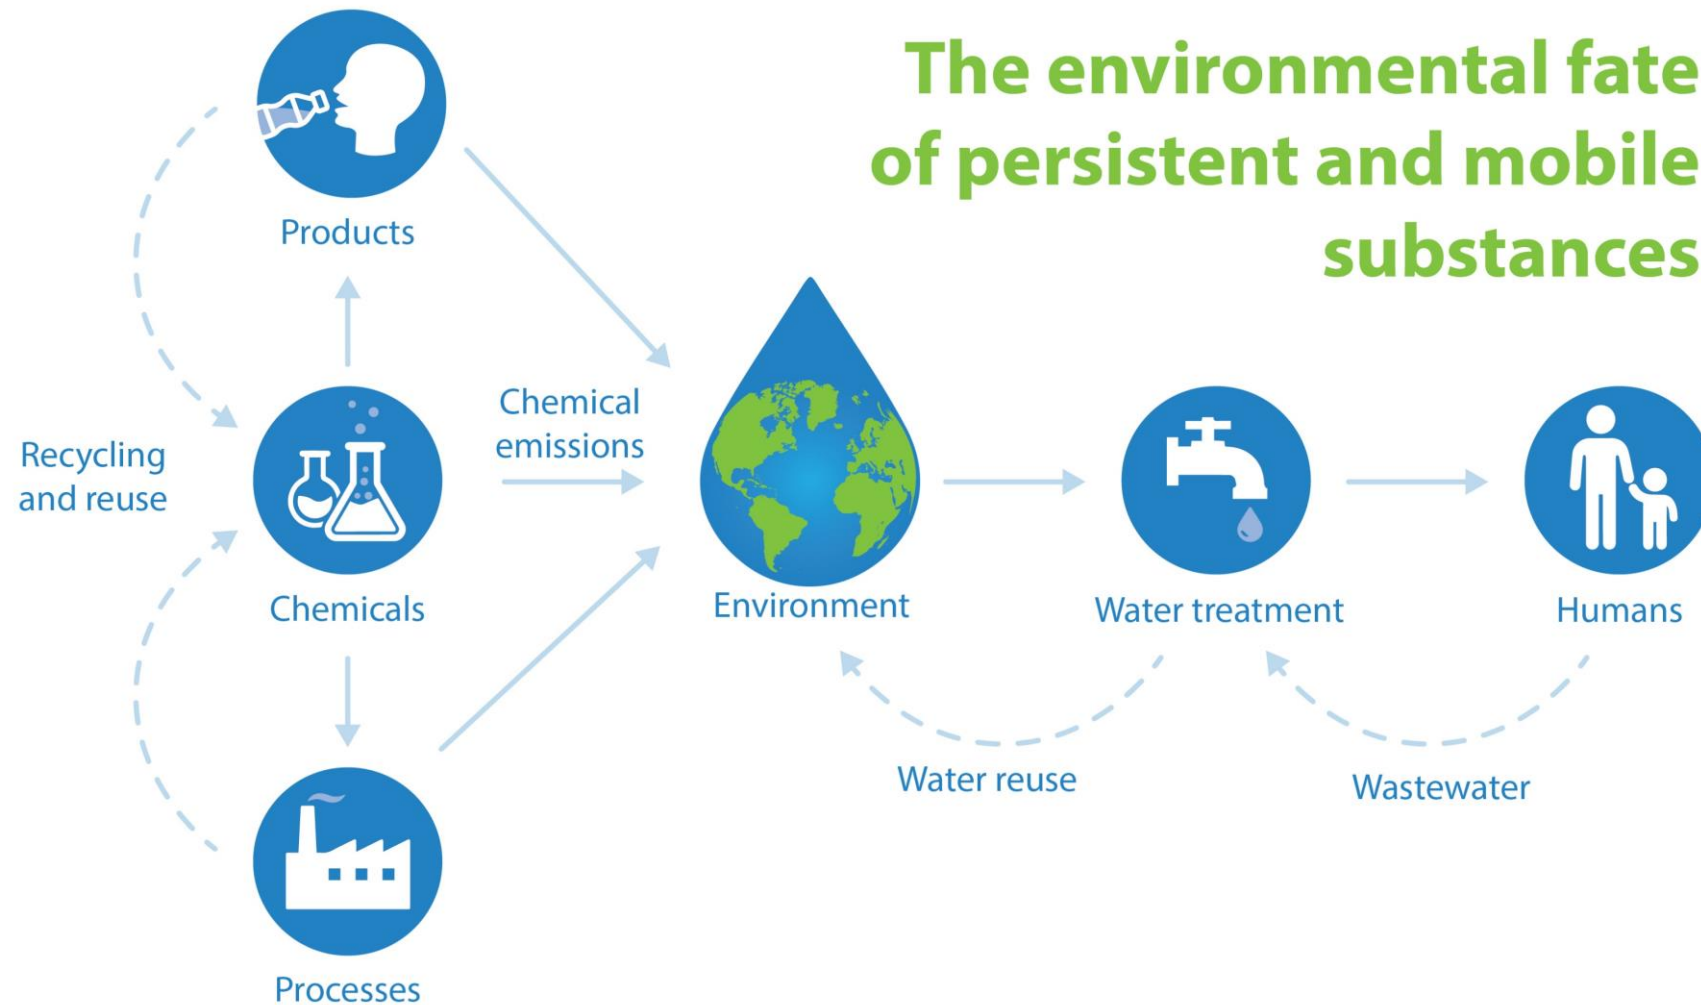 The environmental fate
of persistent and mobile
substances
Products
Chemical
emissions
Recycling
and reuse
Chemicals
Environment
Water treatment
Humans
Water reuse
Wastewater
Processes